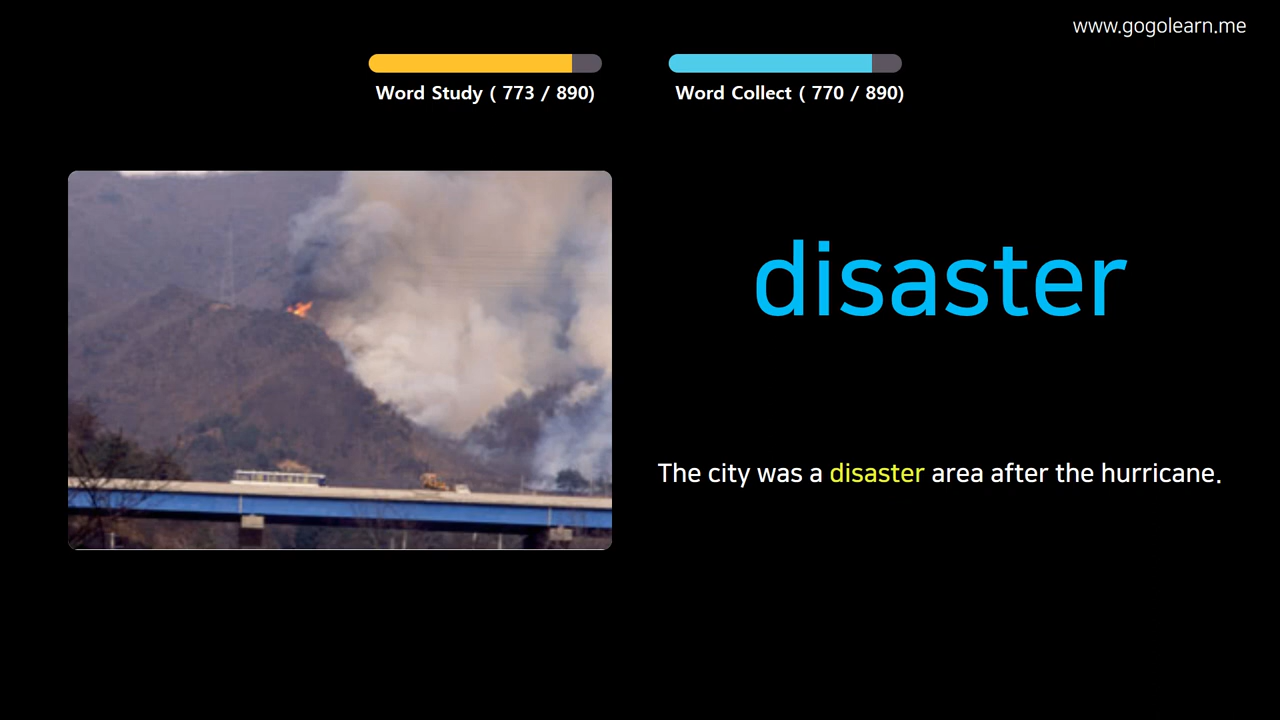 www.gogolearn.me
Word Study ( 773 / 890)
Word Collect ( 770 / 890)
disaster
The city was a disaster area after the hurricane.